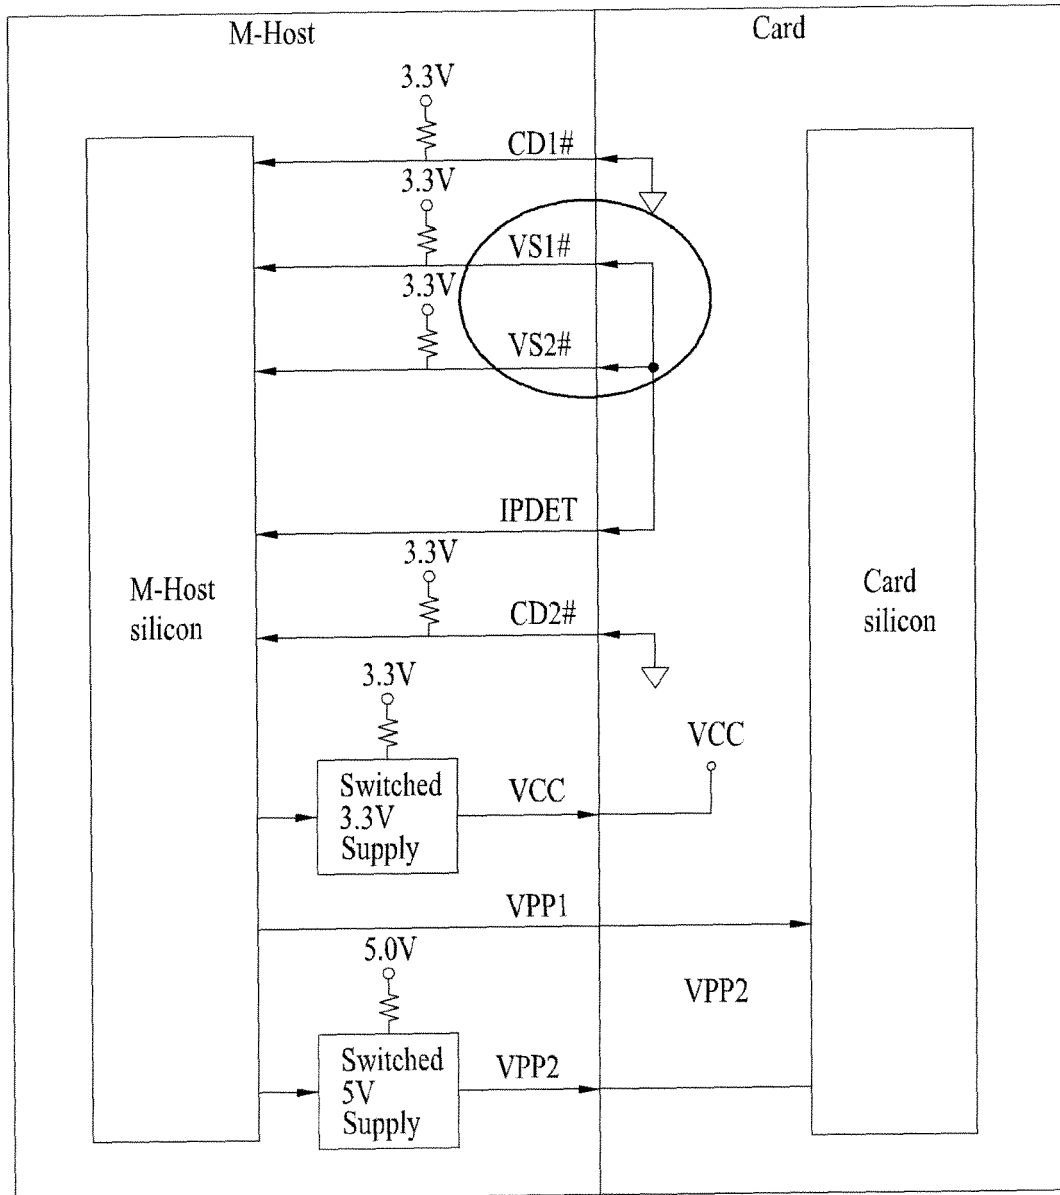 M-Host
Card
3.3V
CD1#
3.3V
VS1#
3.3V
VS2#
IPDET
3.3V
CD2#
M-Host
silicon
Card
silicon
3.3V
VCC
Switched
3.3V
Supply
VCC
VPP1
5.0V
VPP2
Switched
5V
Supply
VPP2